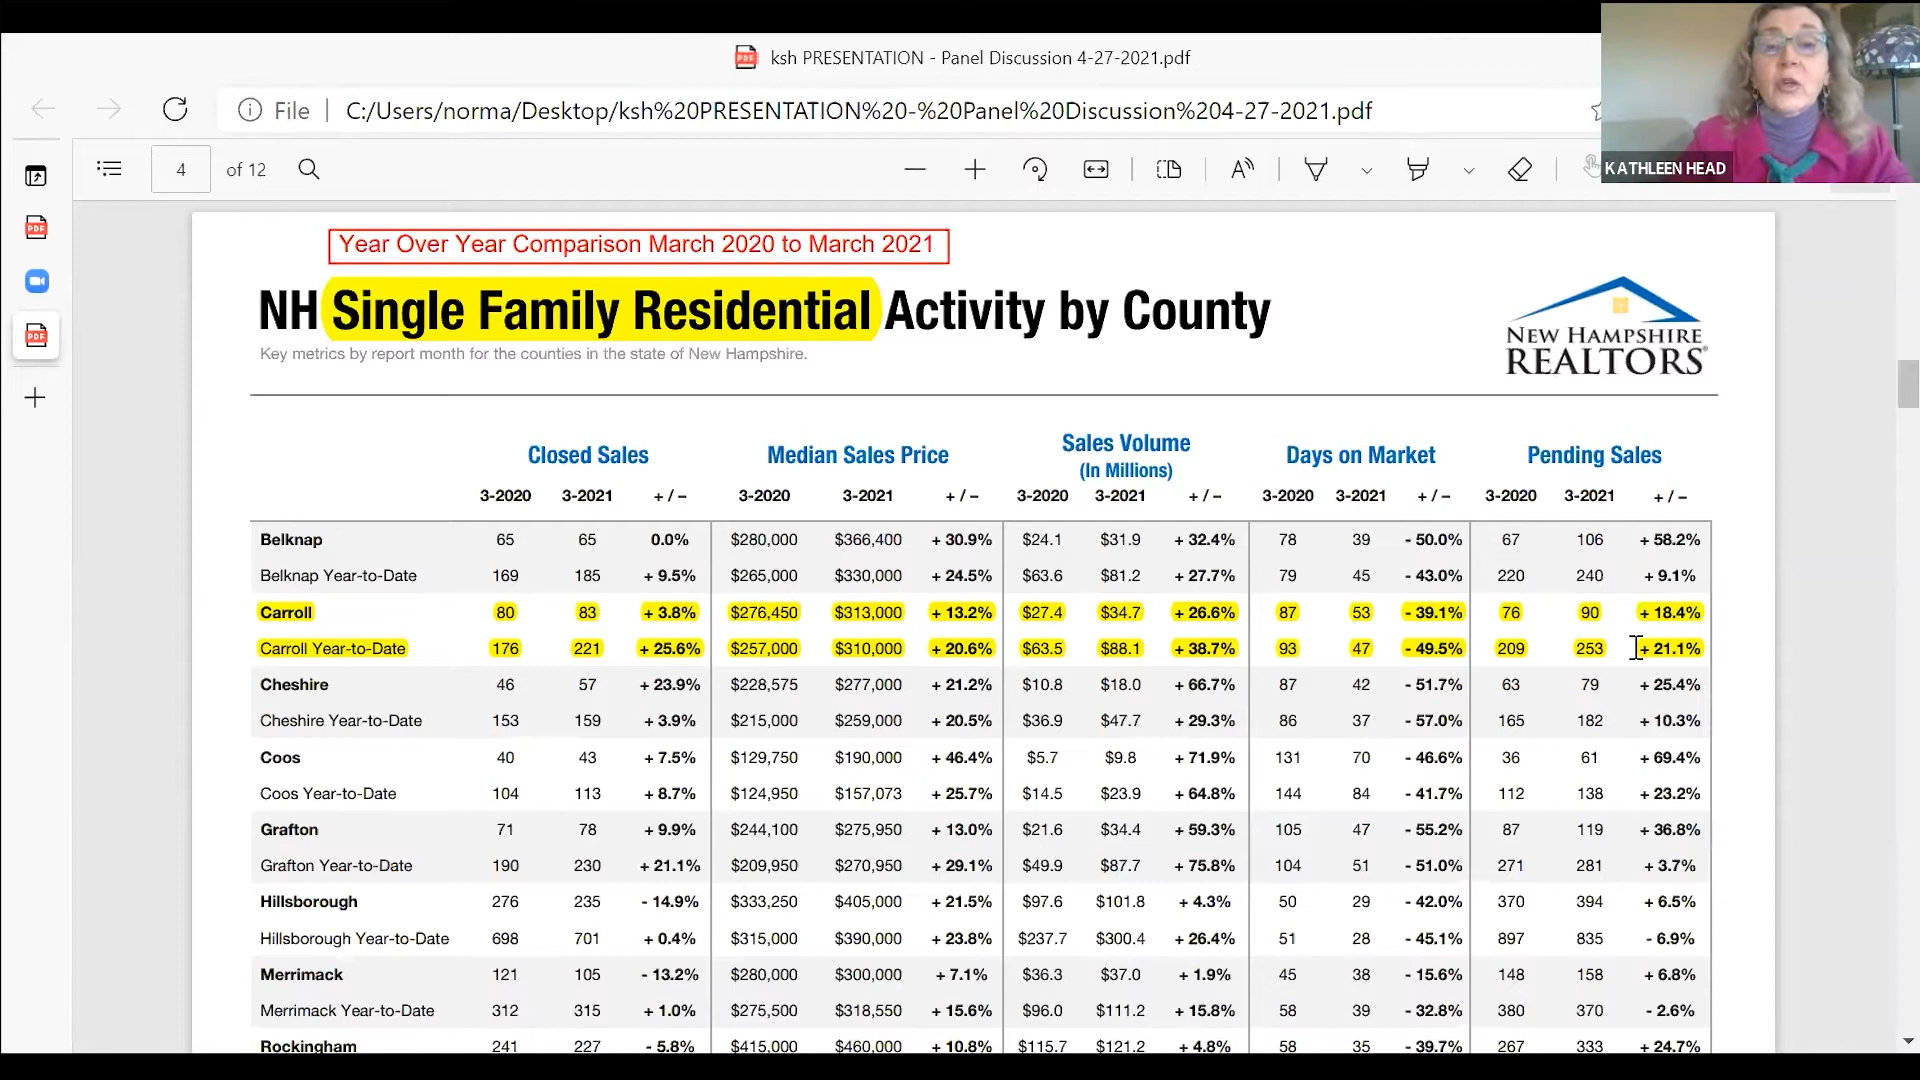 ksh PRESENTATION - Panel Discussion 4-27-2021.pdf
File | C:/Users/norma/Desktop/ksh%20PRESENTATION%20-%20Panel%20Discussion%204-27-2021.pdf
KATHLEEN HEAD
4 of 12
Year Over Year Comparison March 2020 to March 2021
NH Single Family Residential Activity by County
Key metrics by report month for the counties in the state of New Hampshire.
NEW HAMPSHIRE
REALTORS®
Closed Sales Median Sales Price Sales Volume (In Millions) Days on Market Pending Sales
3-2020 3-2021 + / – 3-2020 3-2021 + / – 3-2020 3-2021 + / – 3-2020 3-2021 + / – 3-2020 3-2021 + / –
Belknap 65 65 0.0% $280,000 $366,400 + 30.9% $24.1 $31.9 + 32.4% 78 39 - 50.0% 67 106 + 58.2%
Belknap Year-to-Date 169 185 + 9.5% $265,000 $330,000 + 24.5% $63.6 $81.2 + 27.7% 79 45 - 43.0% 220 240 + 9.1%
Carroll 80 83 + 3.8% $276,450 $313,000 + 13.2% $27.4 $34.7 + 26.6% 87 53 - 39.1% 76 90 + 18.4%
Carroll Year-to-Date 176 221 + 25.6% $257,000 $310,000 + 20.6% $63.5 $88.1 + 38.7% 93 47 - 49.5% 209 253 + 21.1%
Cheshire 46 57 + 23.9% $228,575 $277,000 + 21.2% $10.8 $18.0 + 66.7% 87 42 - 51.7% 63 79 + 25.4%
Cheshire Year-to-Date 153 159 + 3.9% $215,000 $259,000 + 20.5% $36.9 $47.7 + 29.3% 86 37 - 57.0% 165 182 + 10.3%
Coos 40 43 + 7.5% $129,750 $190,000 + 46.4% $5.7 $9.8 + 71.9% 131 70 - 46.6% 36 61 + 69.4%
Coos Year-to-Date 104 113 + 8.7% $124,950 $157,073 + 25.7% $14.5 $23.9 + 64.8% 144 84 - 41.7% 112 138 + 23.2%
Grafton 71 78 + 9.9% $244,100 $275,950 + 13.0% $21.6 $34.4 + 59.3% 105 47 - 55.2% 87 119 + 36.8%
Grafton Year-to-Date 190 230 + 21.1% $209,950 $270,950 + 29.1% $49.9 $87.7 + 75.8% 104 51 - 51.0% 271 281 + 3.7%
Hillsborough 276 235 - 14.9% $333,250 $405,000 + 21.5% $97.6 $101.8 + 4.3% 50 29 - 42.0% 370 394 + 6.5%
Hillsborough Year-to-Date 698 701 + 0.4% $315,000 $390,000 + 23.8% $237.7 $300.4 + 26.4% 51 28 - 45.1% 897 835 - 6.9%
Merrimack 121 105 - 13.2% $280,000 $300,000 + 7.1% $36.3 $37.0 + 1.9% 45 38 - 15.6% 148 158 + 6.8%
Merrimack Year-to-Date 312 315 + 1.0% $275,500 $318,550 + 15.6% $96.0 $111.2 + 15.8% 58 39 - 32.8% 380 370 - 2.6%
Rockingham 241 227 - 5.8% $415,000 $460,000 + 10.8% $115.7 $121.2 + 4.8% 58 35 - 39.7% 267 333 + 24.7%